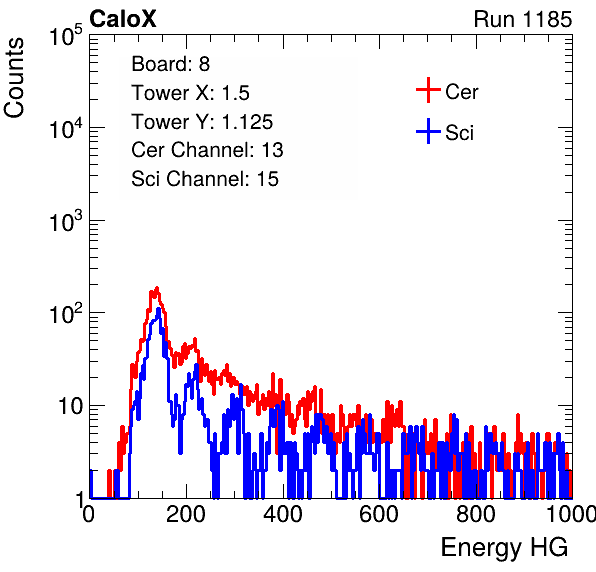 CaloX Run 1185
Counts
Board: 8
Tower X: 1.5
Tower Y: 1.125
Cer Channel: 13
Sci Channel: 15
Cer
Sci
10^5
10^4
10^3
10^2
10
1
0 200 400 600 800 1000
Energy HG